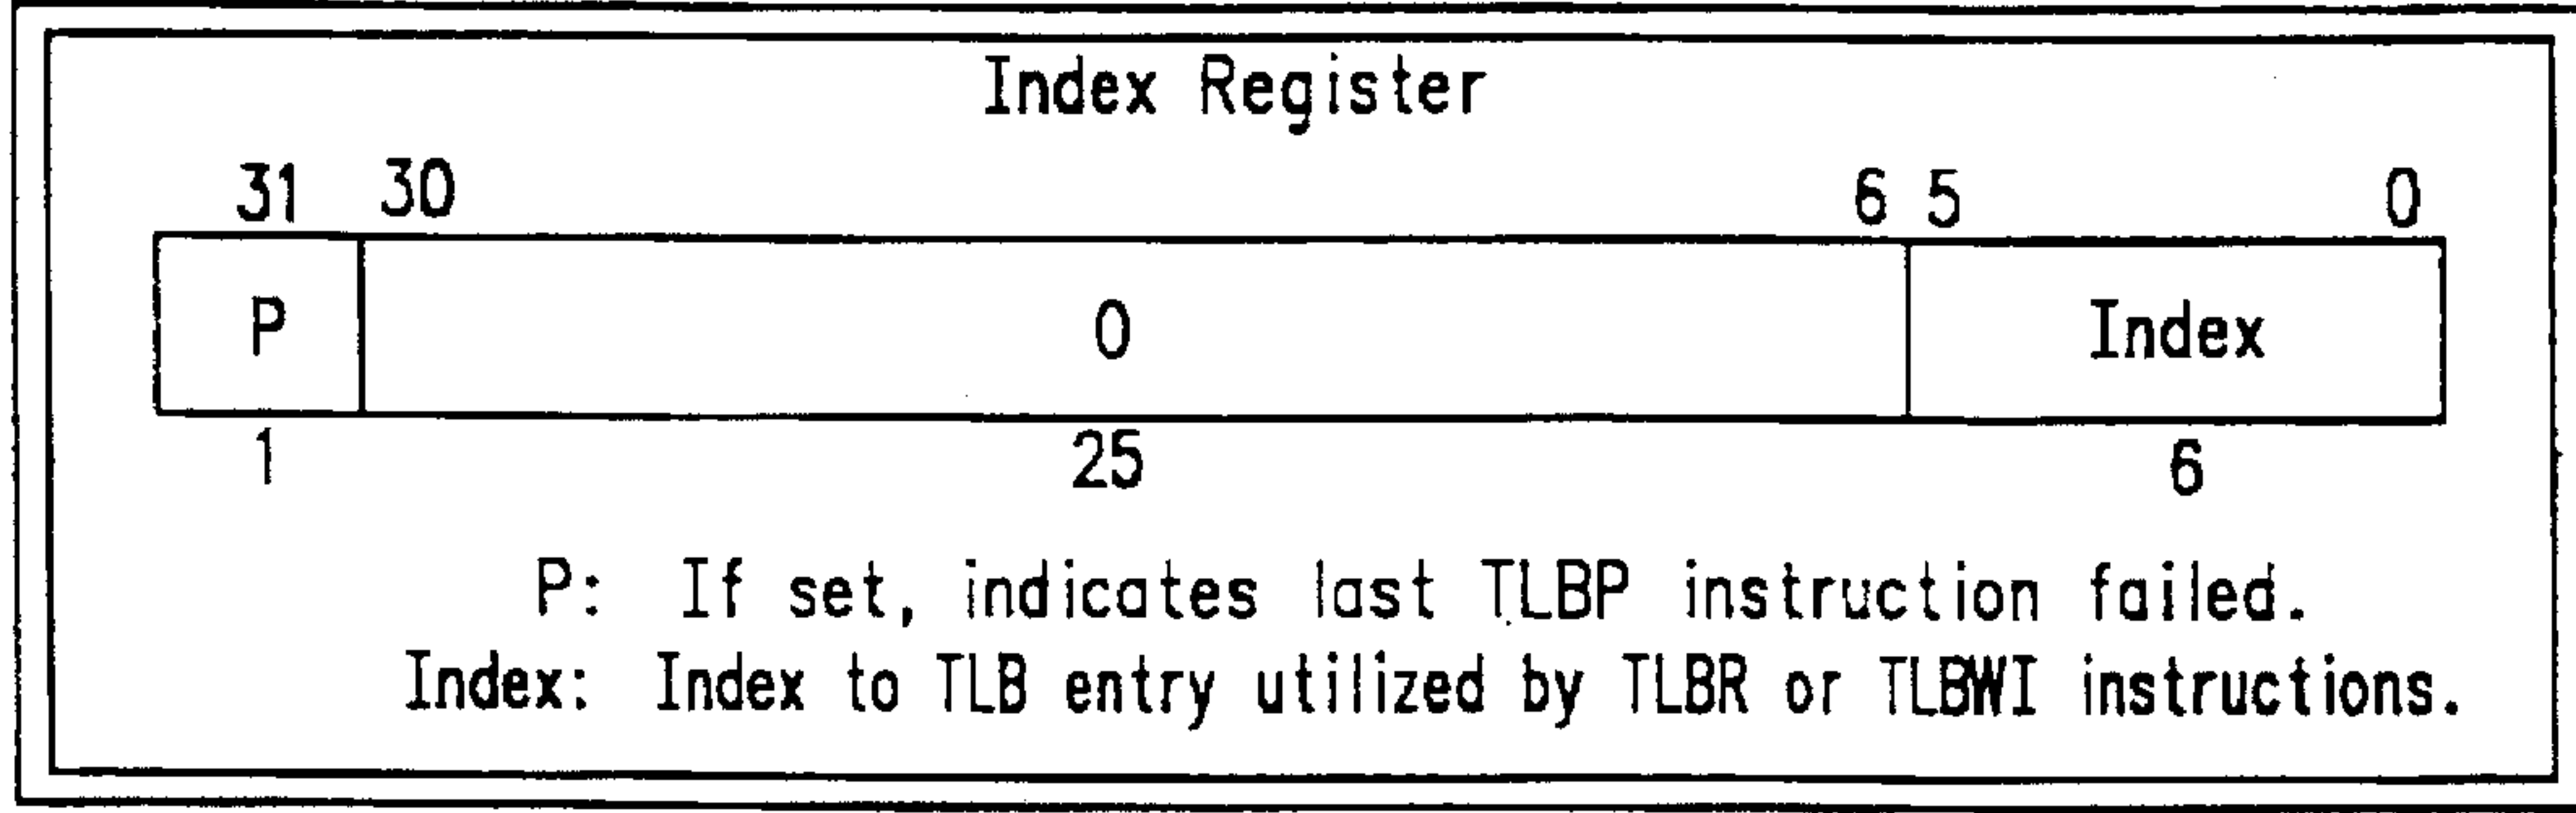 Index Register
31 30 6 5 0
P 0 Index
1 25 6
P: If set, indicates last TLBP instruction failed.
Index: Index to TLB entry utilized by TLBR or TLBWI instructions.